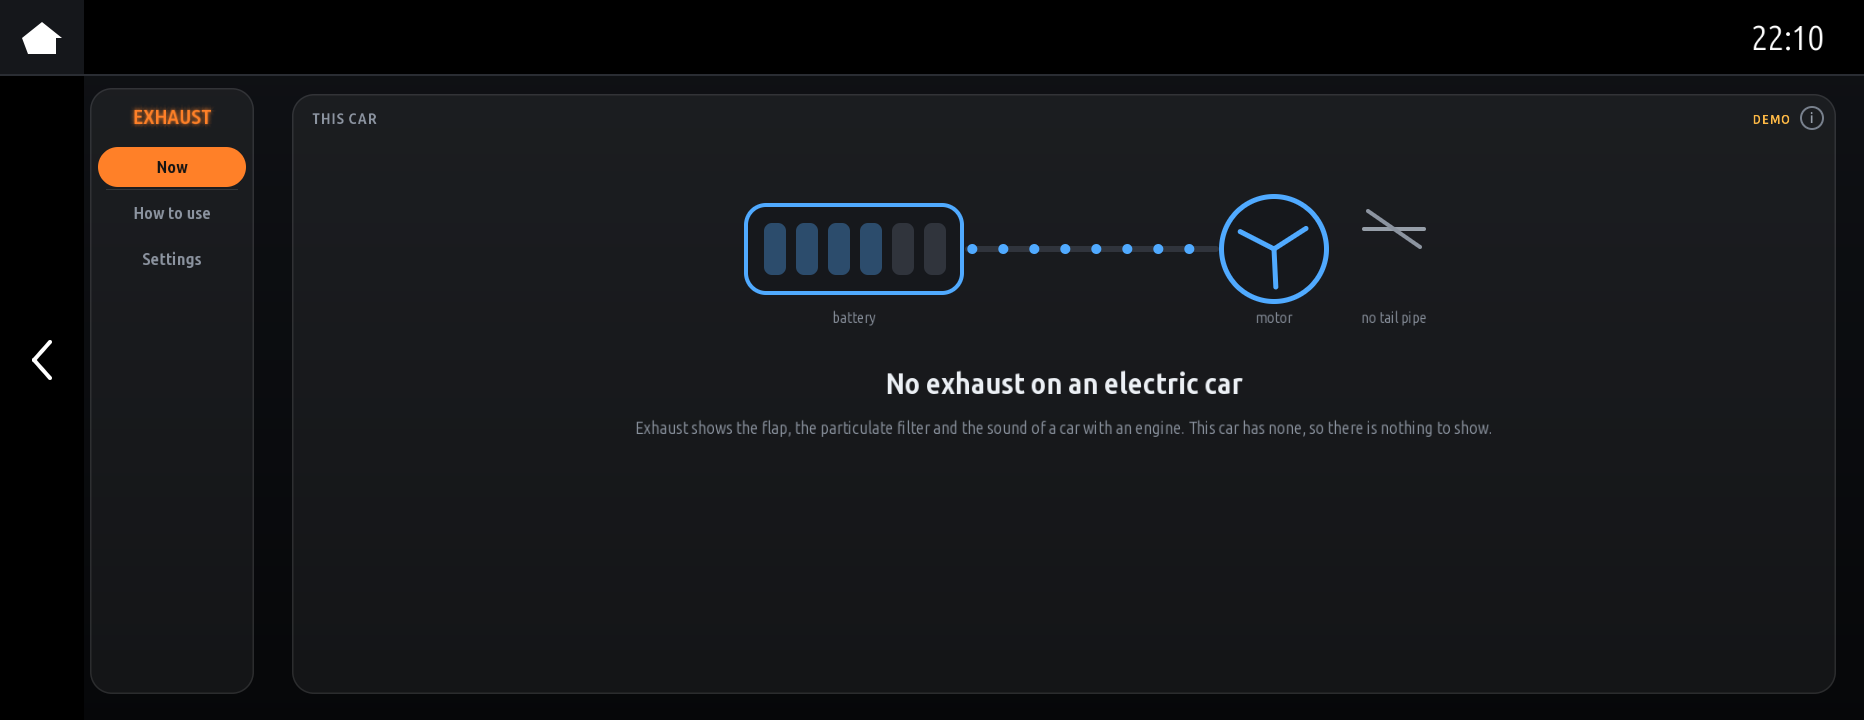 22:10
EXHAUST
Now
How to use
Settings
THIS CAR
DEMO
i
battery
motor
no tail pipe
No exhaust on an electric car
Exhaust shows the flap, the particulate filter and the sound of a car with an engine. This car has none, so there is nothing to show.